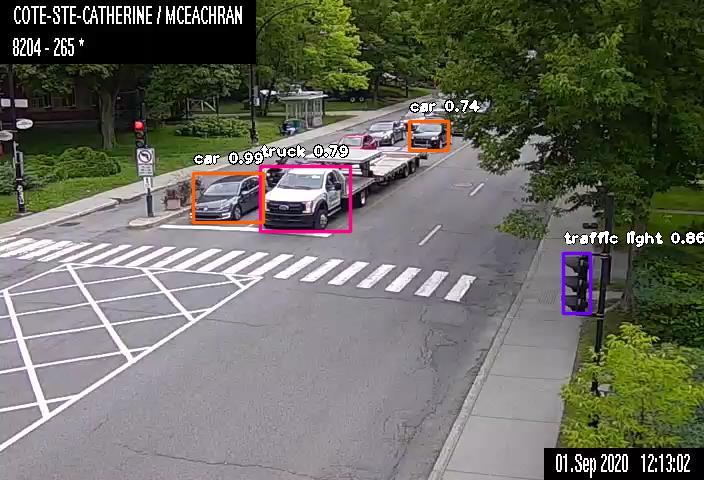 COTE-STE-CATHERINE / MCEACHRAN
8204 - 265 *
car 0.74
car 0.99
truck 0.79
traffic light 0.86
01.Sep 2020 12:13:02